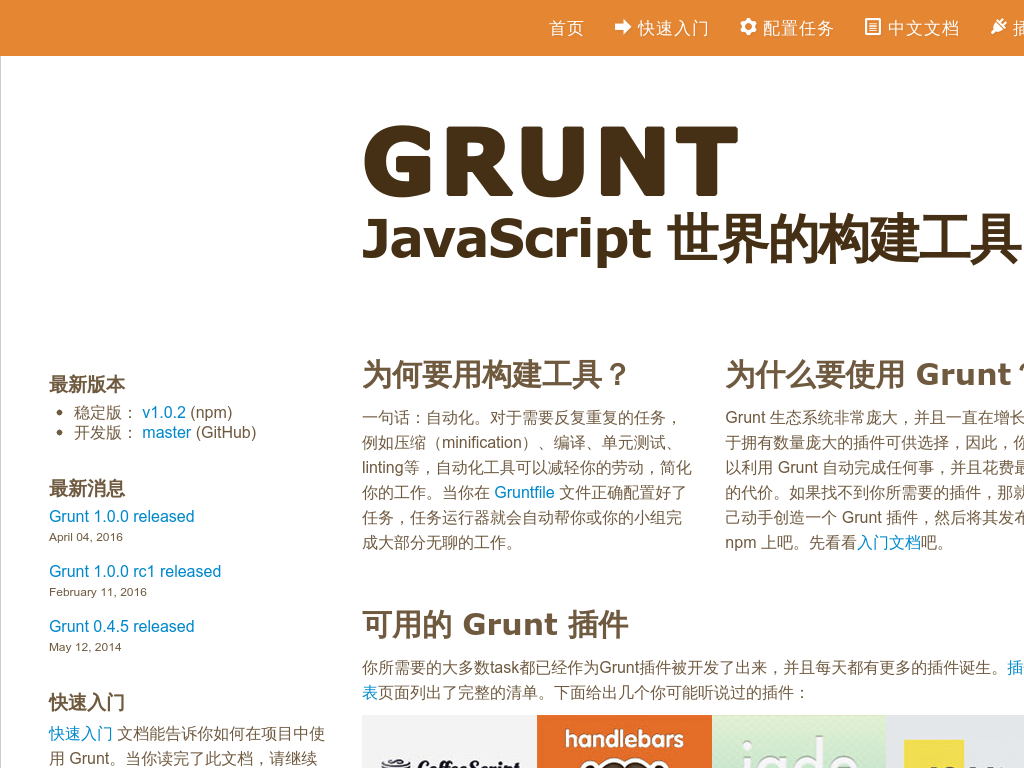 首页 快速入门 配置任务 中文文档
GRUNT
JavaScript 世界的构建工具
最新版本
稳定版： v1.0.2 (npm)
开发版： master (GitHub)
最新消息
Grunt 1.0.0 released
April 04, 2016
Grunt 1.0.0 rc1 released
February 11, 2016
Grunt 0.4.5 released
May 12, 2014
快速入门
快速入门 文档能告诉你如何在项目中使
用 Grunt。当你读完了此文档，请继续
为何要用构建工具？
一句话：自动化。对于需要反复重复的任务，
例如压缩（minification）、编译、单元测试、
linting等，自动化工具可以减轻你的劳动，简化
你的工作。当你在 Gruntfile 文件正确配置好了
任务，任务运行器就会自动帮你或你的小组完
成大部分无聊的工作。
为什么要使用 Grunt？
Grunt 生态系统非常庞大，并且一直在增长
于拥有数量庞大的插件可供选择，因此，你
以利用 Grunt 自动完成任何事，并且花费最
的代价。如果找不到你所需要的插件，那就
己动手创造一个 Grunt 插件，然后将其发布
npm 上吧。先看看入门文档吧。
可用的 Grunt 插件
你所需要的大多数task都已经作为Grunt插件被开发了出来，并且每天都有更多的插件诞生。插
表页面列出了完整的清单。下面给出几个你可能听说过的插件：
CoffeeScript handlebars jade